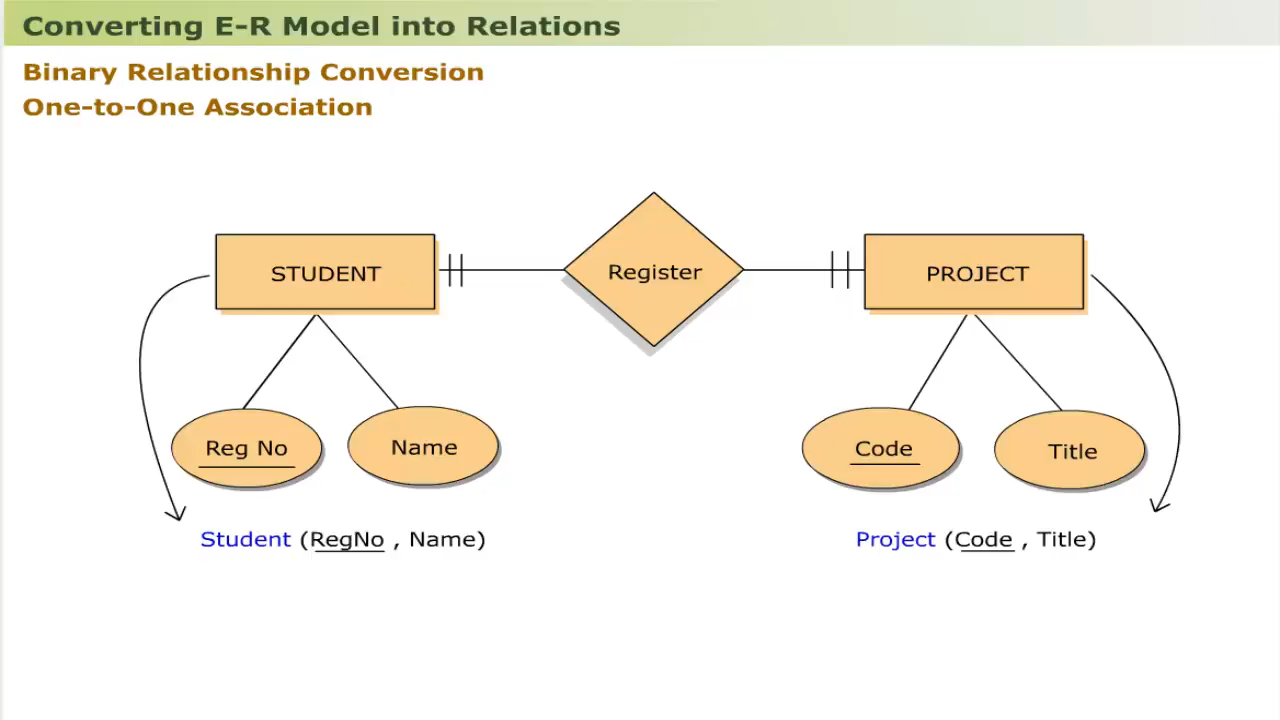 Converting E-R Model into Relations
Binary Relationship Conversion
One-to-One Association
STUDENT
Register
PROJECT
Reg No
Name
Code
Title
Student (RegNo , Name)
Project (Code , Title)